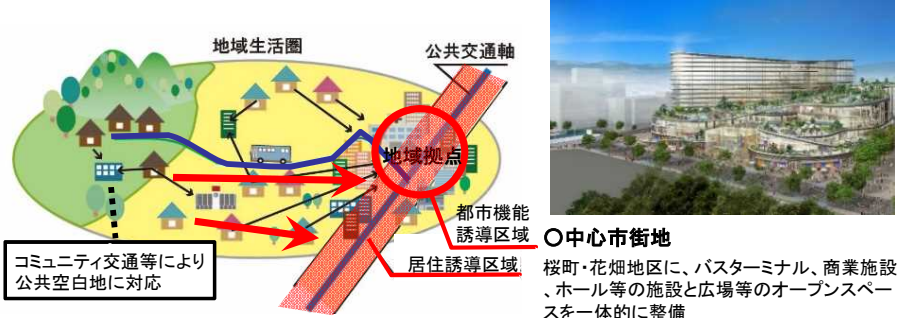 地域生活圏
公共交通軸
地域拠点
都市機能
誘導区域
居住誘導区域
コミュニティ交通等により
公共空白地に対応
〇中心市街地
桜町・花畑地区に、バスターミナル、商業施設
、ホール等の施設と広場等のオープンスペー
スを一体的に整備